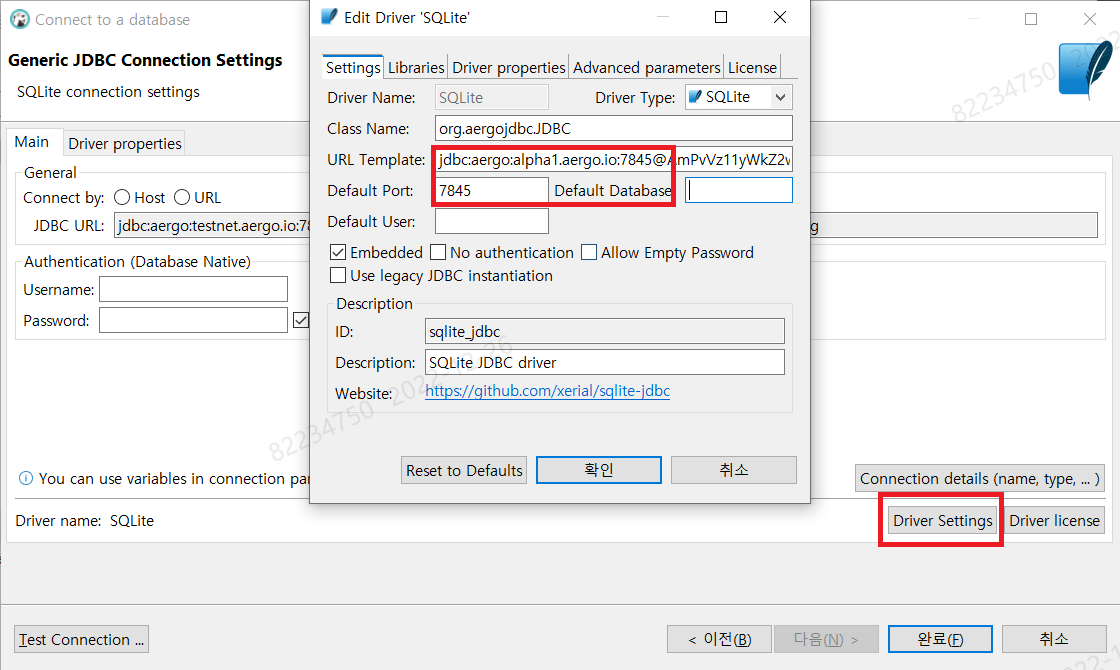 Connect to a database
Generic JDBC Connection Settings
SQLite connection settings
Main
Driver properties
General
Connect by:
Host
URL
JDBC URL:
jdbc:aergo:testnet.aergo.io:78
g
Authentication (Database Native)
Username:
Password:
You can use variables in connection
Connection details (name, type, ... )
Driver name: SQLite
Driver Settings
Driver license
Test Connection ...
< 이전(B)
다음(N) >
완료(F)
취소
Edit Driver 'SQLite'
Settings
Libraries
Driver properties
Advanced parameters
License
Driver Name:
SQLite
Driver Type:
SQLite
Class Name:
org.aergojdbc.JDBC
URL Template:
jdbc:aergo:alpha1.aergo.io:7845@AmPvVz11yWkZ2
Default Port:
7845
Default Database
Default User:
Embedded
No authentication
Allow Empty Password
Use legacy JDBC instantiation
Description
ID:
sqlite_jdbc
Description:
SQLite JDBC driver
Website:
https://github.com/xerial/sqlite-jdbc
Reset to Defaults
확인
취소
82234750
82234750